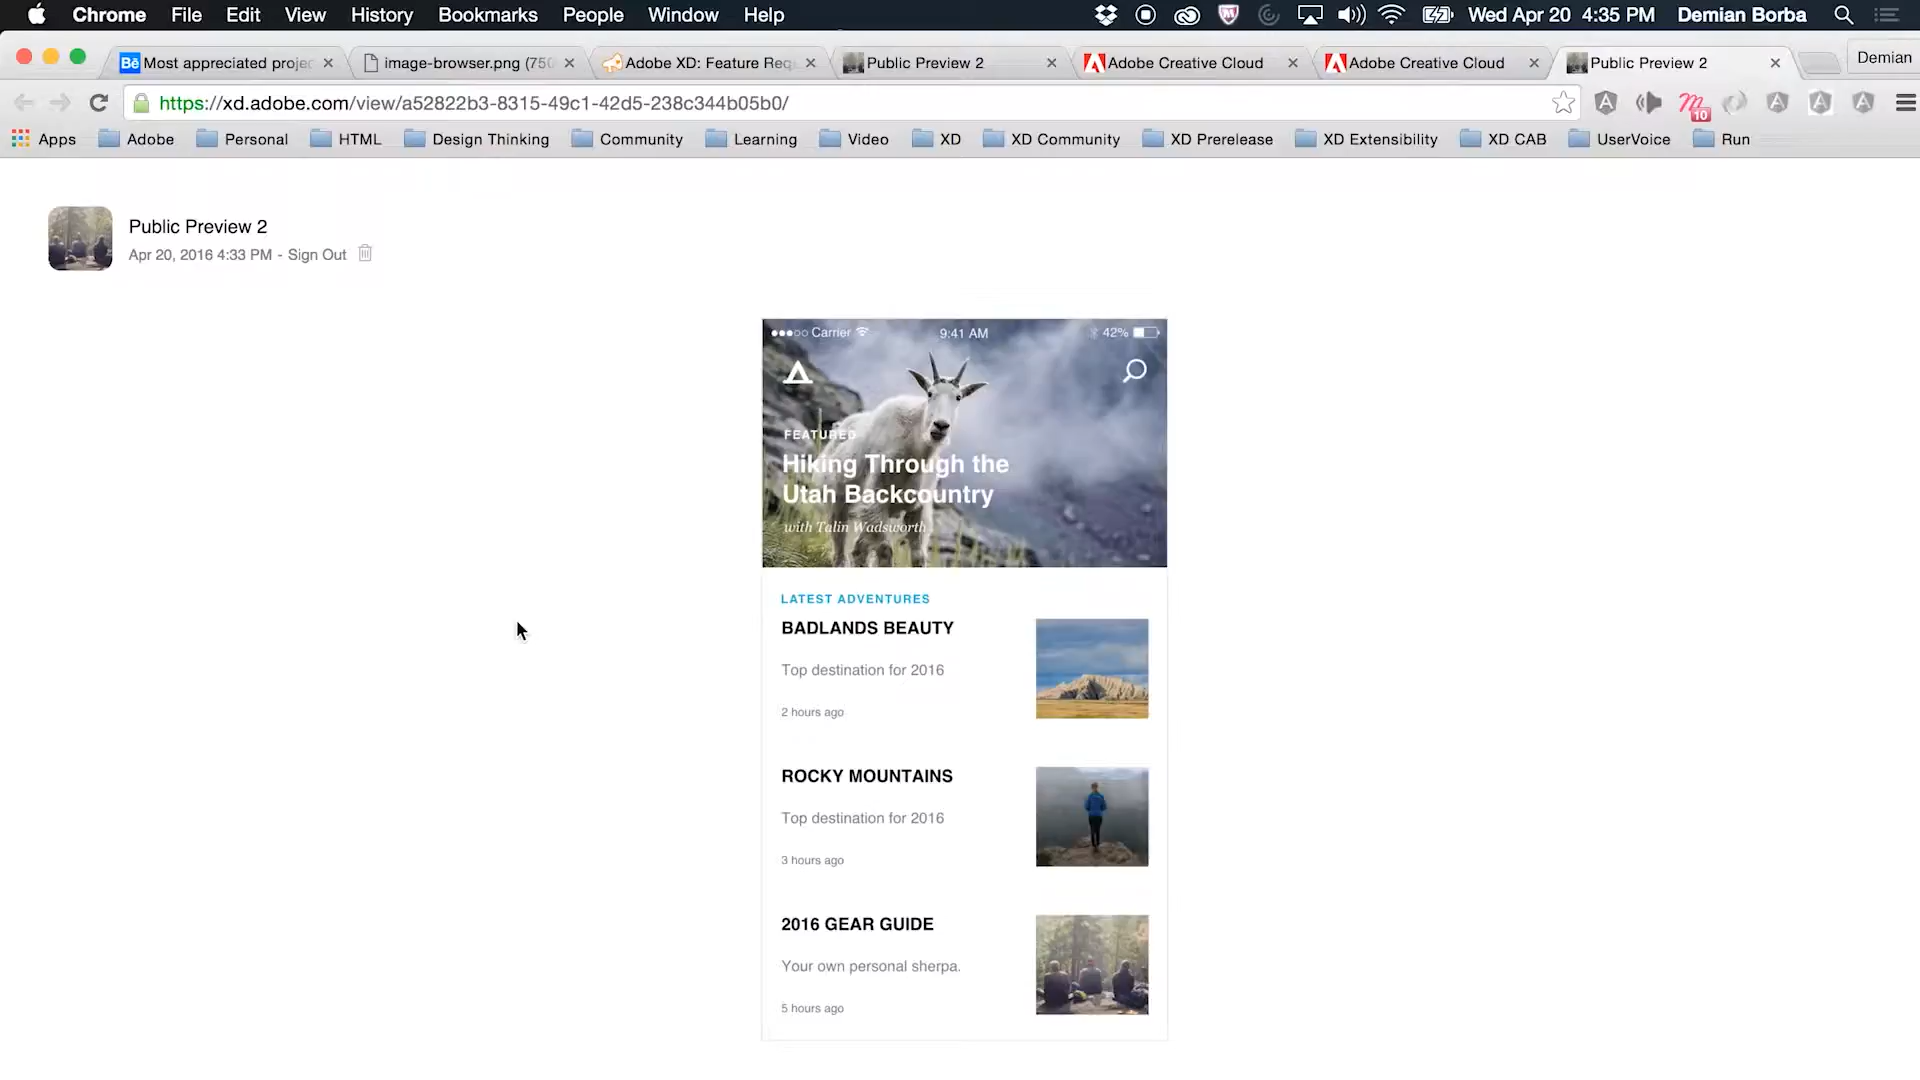 Chrome File Edit View History Bookmarks People Window Help Wed Apr 20 4:35 PM Demian Borba
Bē Most appreciated proje image-browser.png (750 Adobe XD: Feature Req Public Preview 2 Adobe Creative Cloud Adobe Creative Cloud Public Preview 2 Demian
https://xd.adobe.com/view/a52822b3-8315-49c1-42d5-238c344b05b0/ 10
Apps Adobe Personal HTML Design Thinking Community Learning Video XD XD Community XD Prerelease XD Extensibility XD CAB UserVoice Run
Public Preview 2
Apr 20, 2016 4:33 PM - Sign Out
Carrier 9:41 AM 42%
FEATURED
Hiking Through the
Utah Backcountry
with Talin Wadsworth
LATEST ADVENTURES
BADLANDS BEAUTY
Top destination for 2016
2 hours ago
ROCKY MOUNTAINS
Top destination for 2016
3 hours ago
2016 GEAR GUIDE
Your own personal sherpa.
5 hours ago